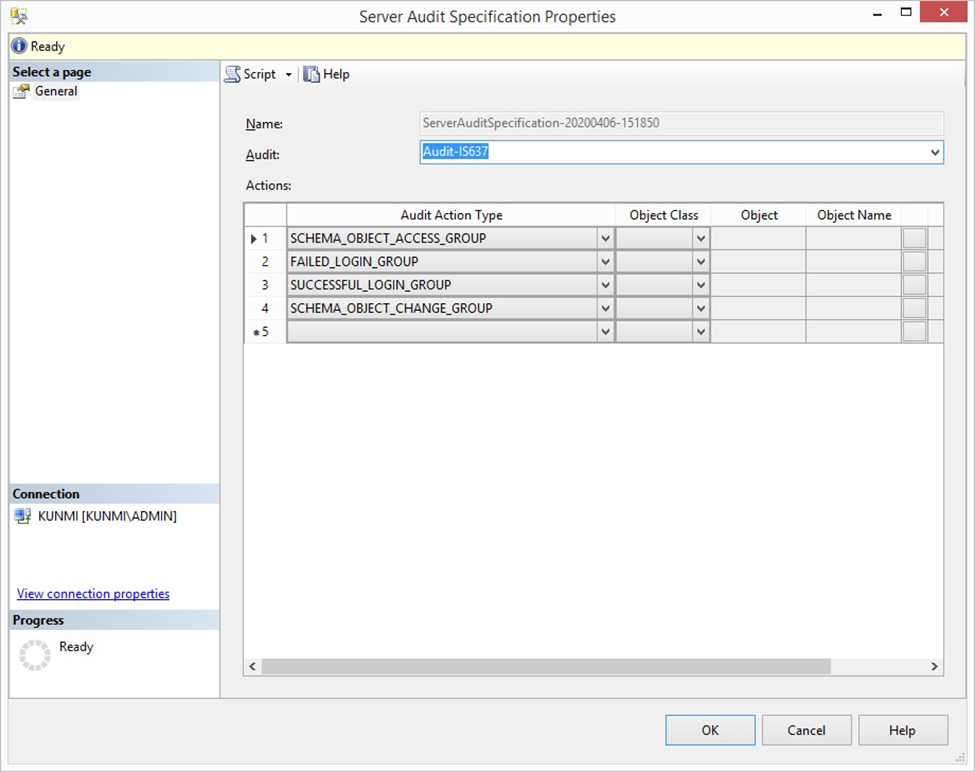 Server Audit Specification Properties
Ready
Select a page
General
Script
Help
Name:
ServerAuditSpecification-20200406-151850
Audit:
Audit-IS637
Actions:
Audit Action Type Object Class Object Object Name
1 SCHEMA_OBJECT_ACCESS_GROUP
2 FAILED_LOGIN_GROUP
3 SUCCESSFUL_LOGIN_GROUP
4 SCHEMA_OBJECT_CHANGE_GROUP
5
Connection
KUNMI [KUNMI\ADMIN]
View connection properties
Progress
Ready
OK Cancel Help